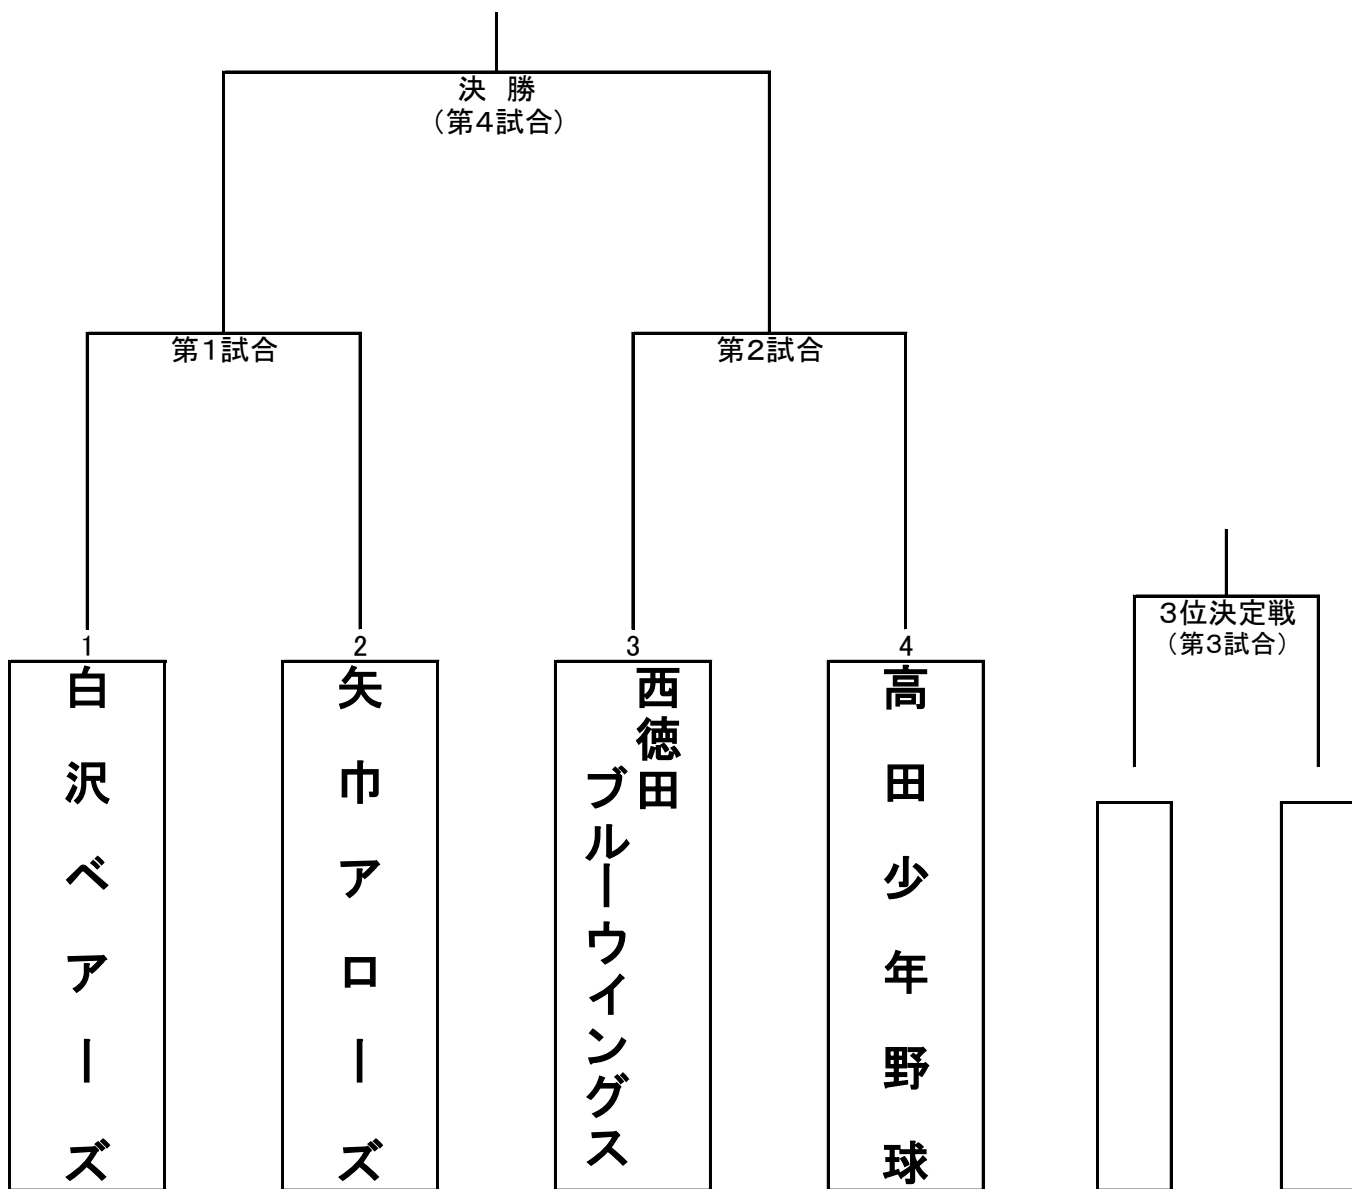 決 勝
（第４試合）
第１試合
第２試合
３位決定戦
（第３試合）
1
2
3
4
白沢ベアーズ
矢巾アローズ
西徳田
ブルーウイングス
高田少年野球